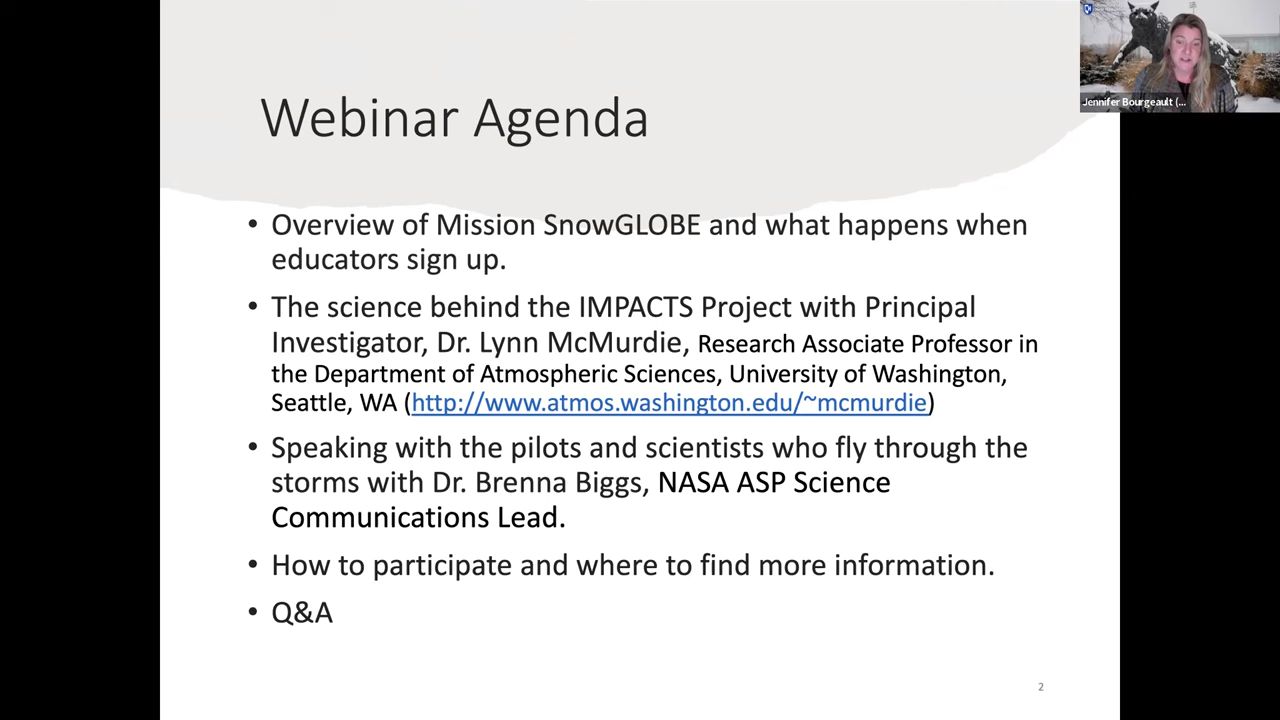 Webinar Agenda
• Overview of Mission SnowGLOBE and what happens when
educators sign up.
• The science behind the IMPACTS Project with Principal
Investigator, Dr. Lynn McMurdie, Research Associate Professor in
the Department of Atmospheric Sciences, University of Washington,
Seattle, WA (http://www.atmos.washington.edu/~mcmurdie)
• Speaking with the pilots and scientists who fly through the
storms with Dr. Brenna Biggs, NASA ASP Science
Communications Lead.
• How to participate and where to find more information.
• Q&A
2
Jennifer Bourgeault (...